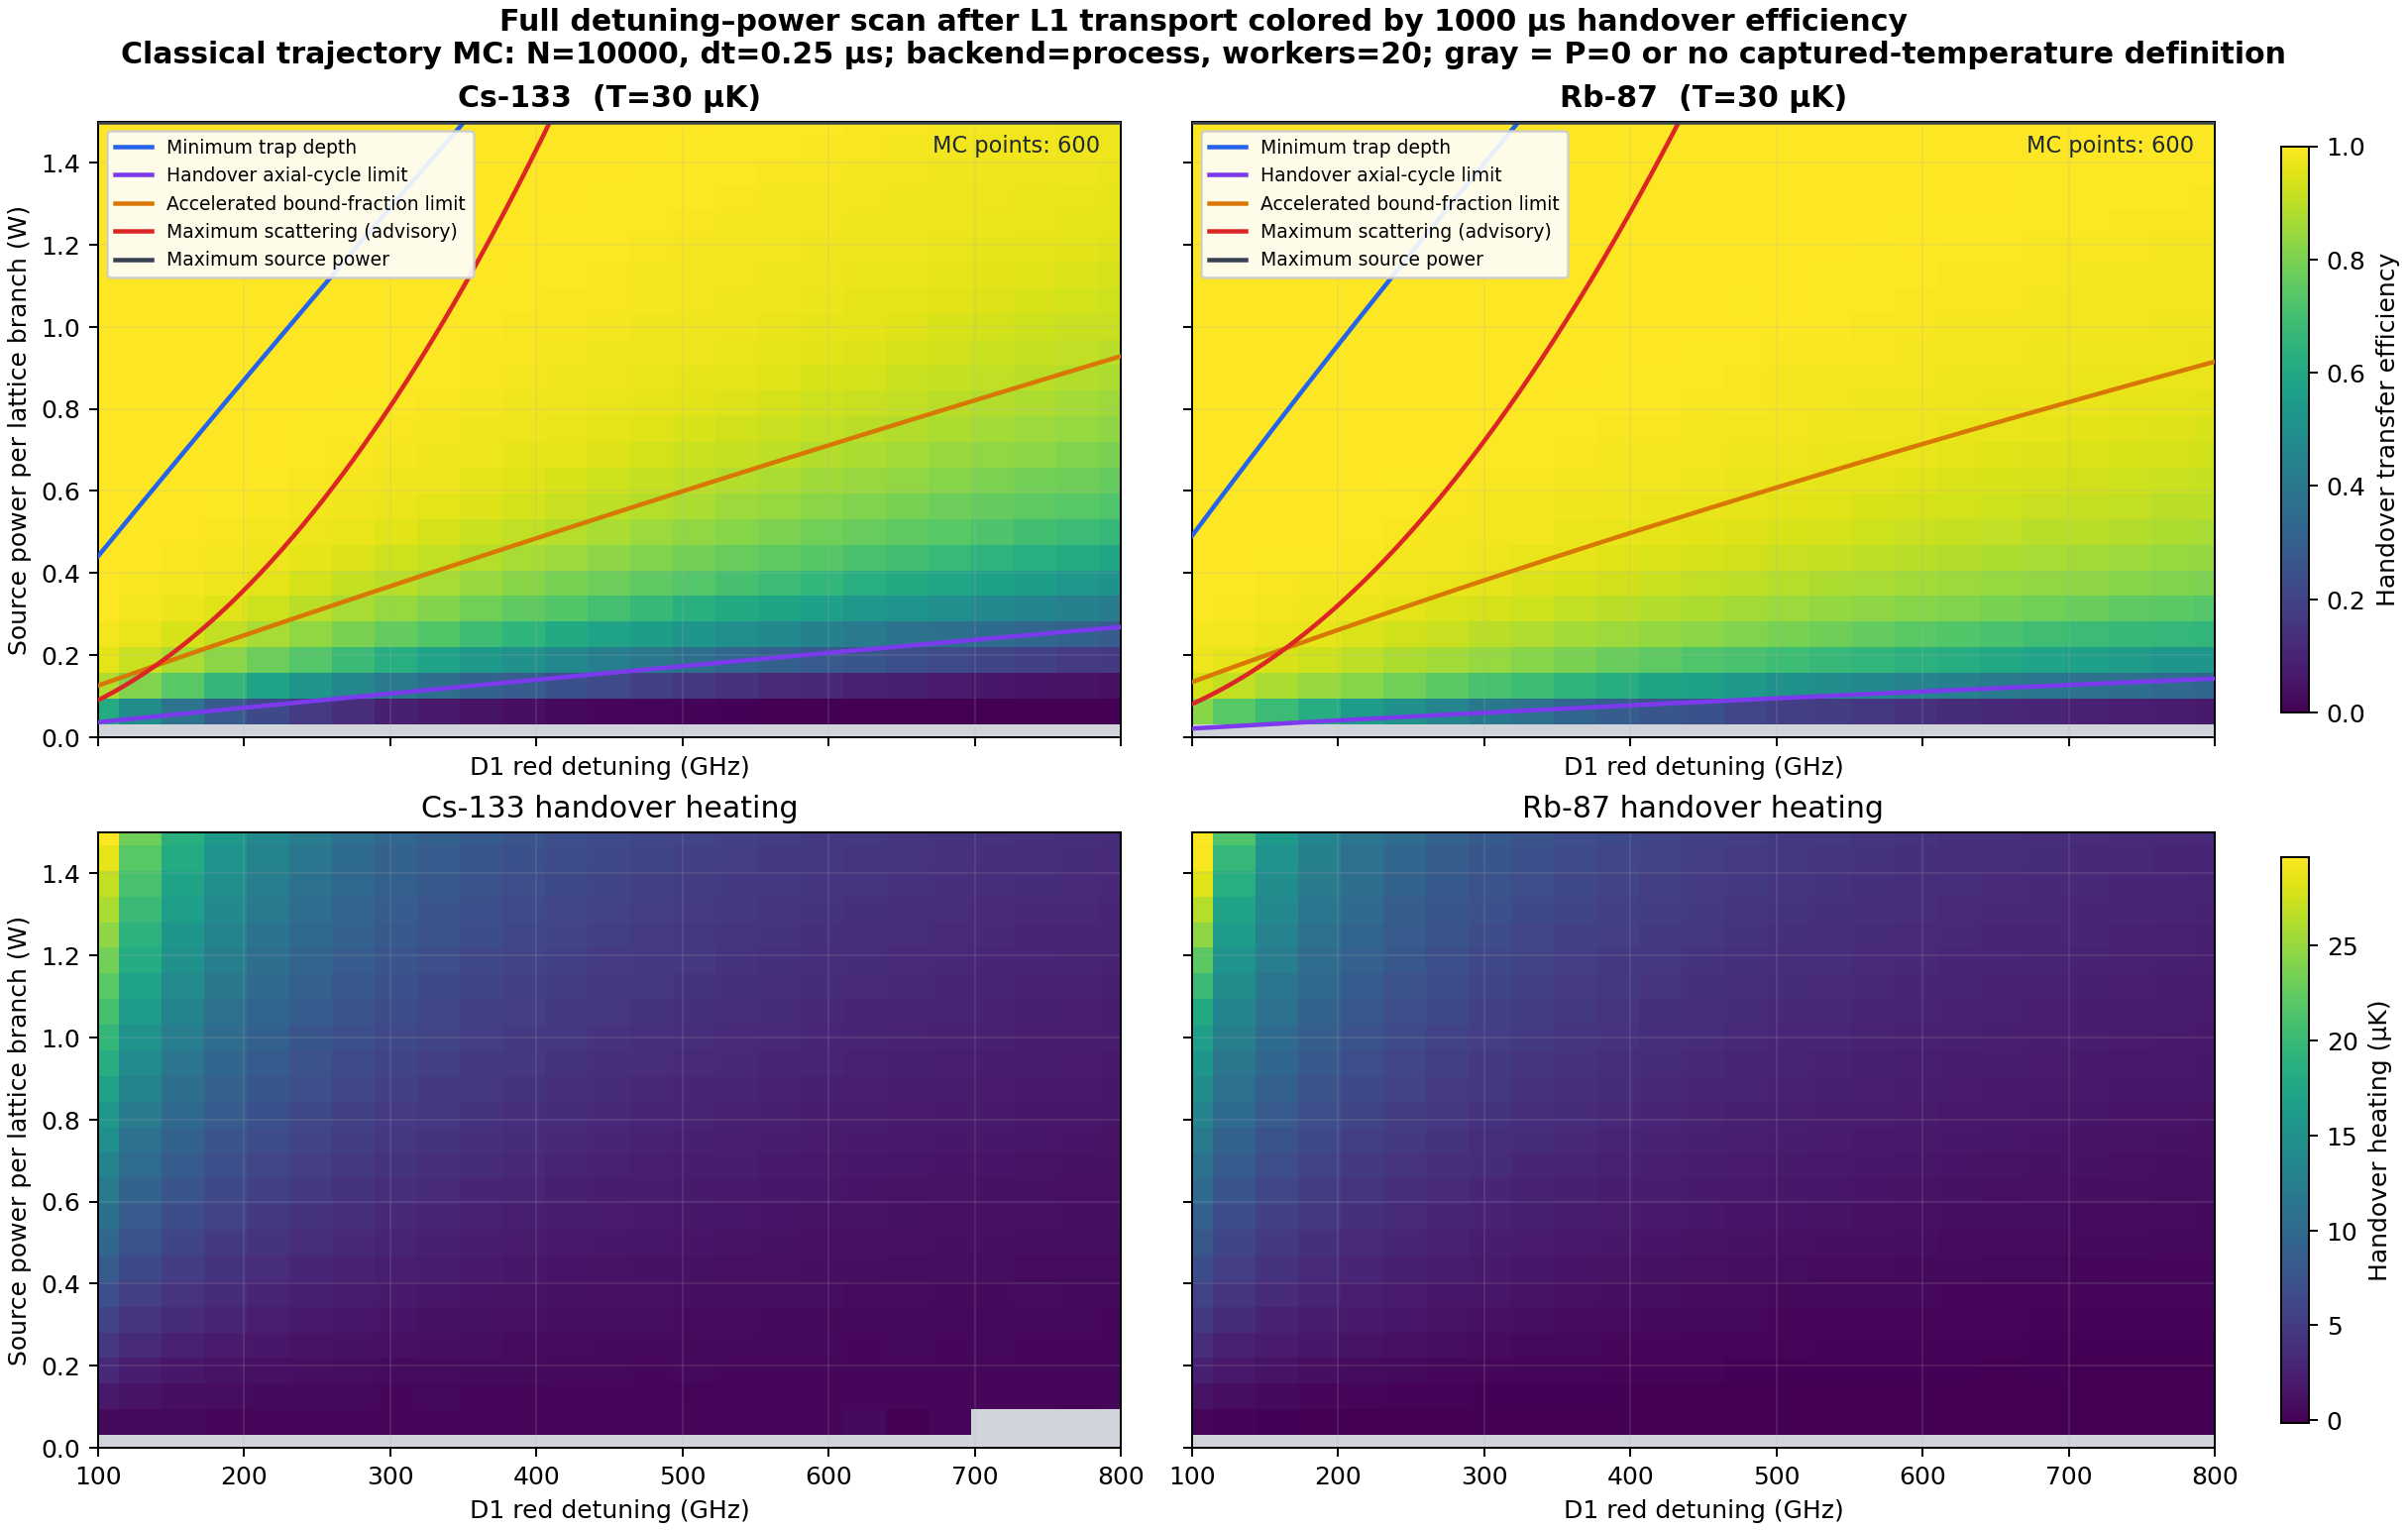 Full detuning–power scan after L1 transport colored by 1000 µs handover efficiency
Classical trajectory MC: N=10000, dt=0.25 µs; backend=process, workers=20; gray = P=0 or no captured-temperature definition
Cs-133 (T=30 µK)
Minimum trap depth
Handover axial-cycle limit
Accelerated bound-fraction limit
Maximum scattering (advisory)
Maximum source power
MC points: 600
Source power per lattice branch (W)
1.4
1.2
1.0
0.8
0.6
0.4
0.2
0.0
D1 red detuning (GHz)
Rb-87 (T=30 µK)
Minimum trap depth
Handover axial-cycle limit
Accelerated bound-fraction limit
Maximum scattering (advisory)
Maximum source power
MC points: 600
D1 red detuning (GHz)
1.0
0.8
0.6
0.4
0.2
0.0
Handover transfer efficiency
Cs-133 handover heating
Source power per lattice branch (W)
1.4
1.2
1.0
0.8
0.6
0.4
0.2
0.0
100 200 300 400 500 600 700 800
D1 red detuning (GHz)
Rb-87 handover heating
100 200 300 400 500 600 700 800
D1 red detuning (GHz)
25
20
15
10
5
0
Handover heating (µK)